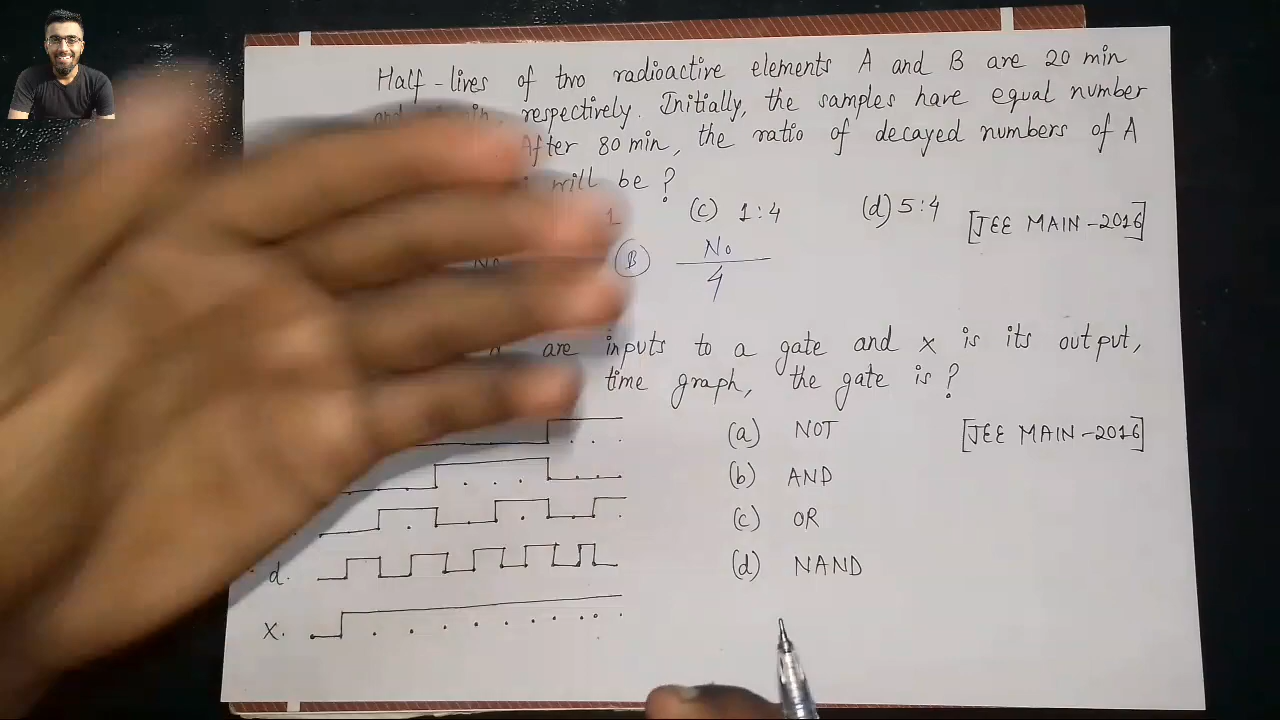 Half-lives of two radioactive elements A and B are 20 min
respectively. Initially, the samples have equal number
After 80 min, the ratio of decayed numbers of A
will be ?
1 (c) 1:4 (d) 5:4 [JEE MAIN-2016]
No (B) No
4
are inputs to a gate and x is its output,
time graph, the gate is ?
(a) NOT [JEE MAIN-2016]
(b) AND
(c) OR
d. (d) NAND
x.